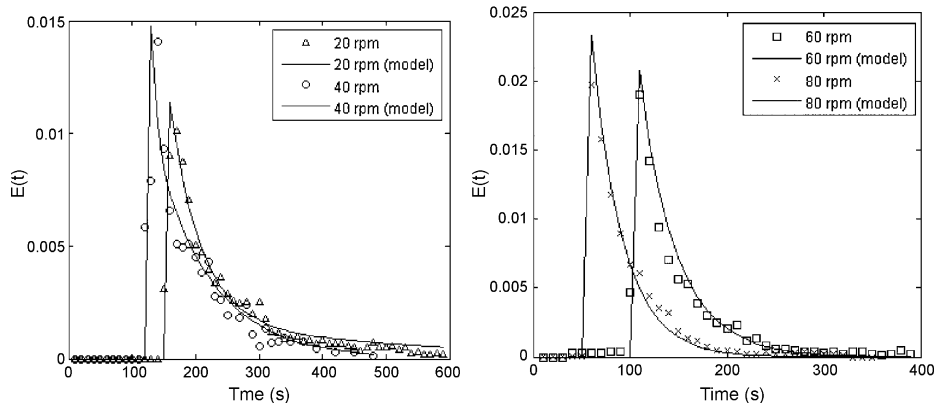 0.015
0.01
0.005
0
E(t)
20 rpm
20 rpm (model)
40 rpm
40 rpm (model)
0 100 200 300 400 500 600
Tme (s)
0.025
0.02
0.015
0.01
0.005
0
E(t)
60 rpm
60 rpm (model)
80 rpm
80 rpm (model)
0 100 200 300 400
Time (s)